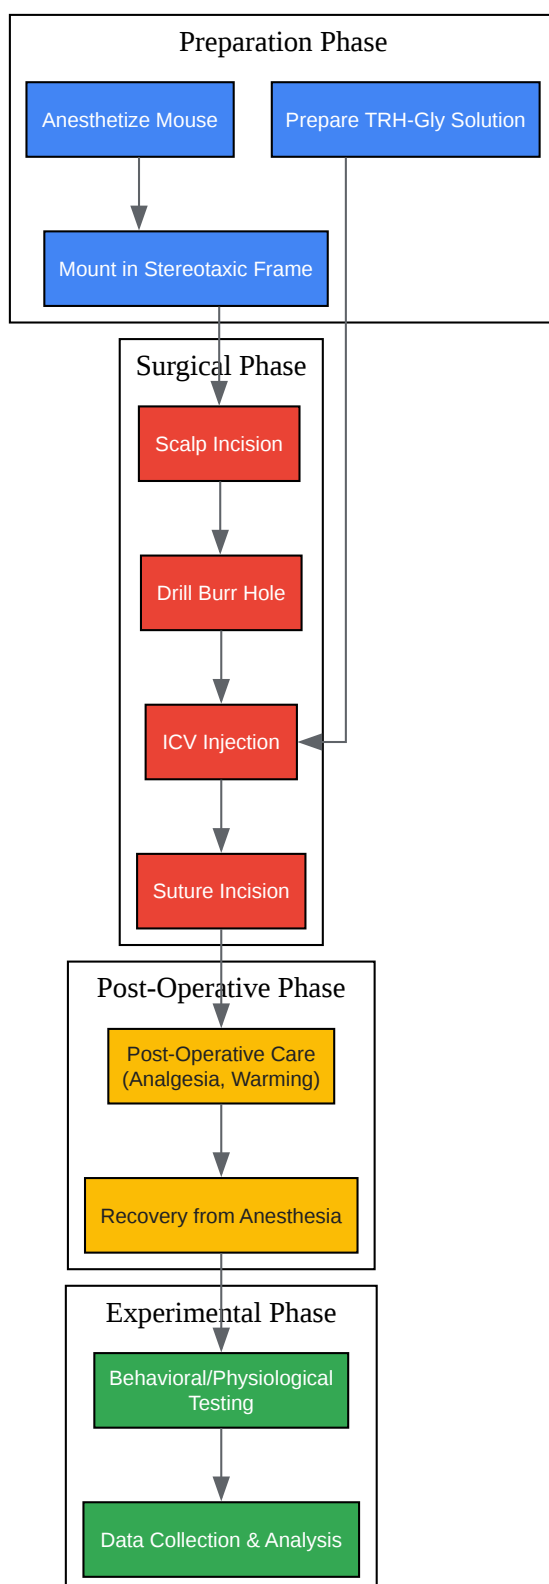 Preparation Phase
Anesthetize Mouse
Prepare TRH-Gly Solution
Mount in Stereotaxic Frame
Surgical Phase
Scalp Incision
Drill Burr Hole
ICV Injection
Suture Incision
Post-Operative Phase
Post-Operative Care
(Analgesia, Warming)
Recovery from Anesthesia
Experimental Phase
Behavioral/Physiological
Testing
Data Collection & Analysis